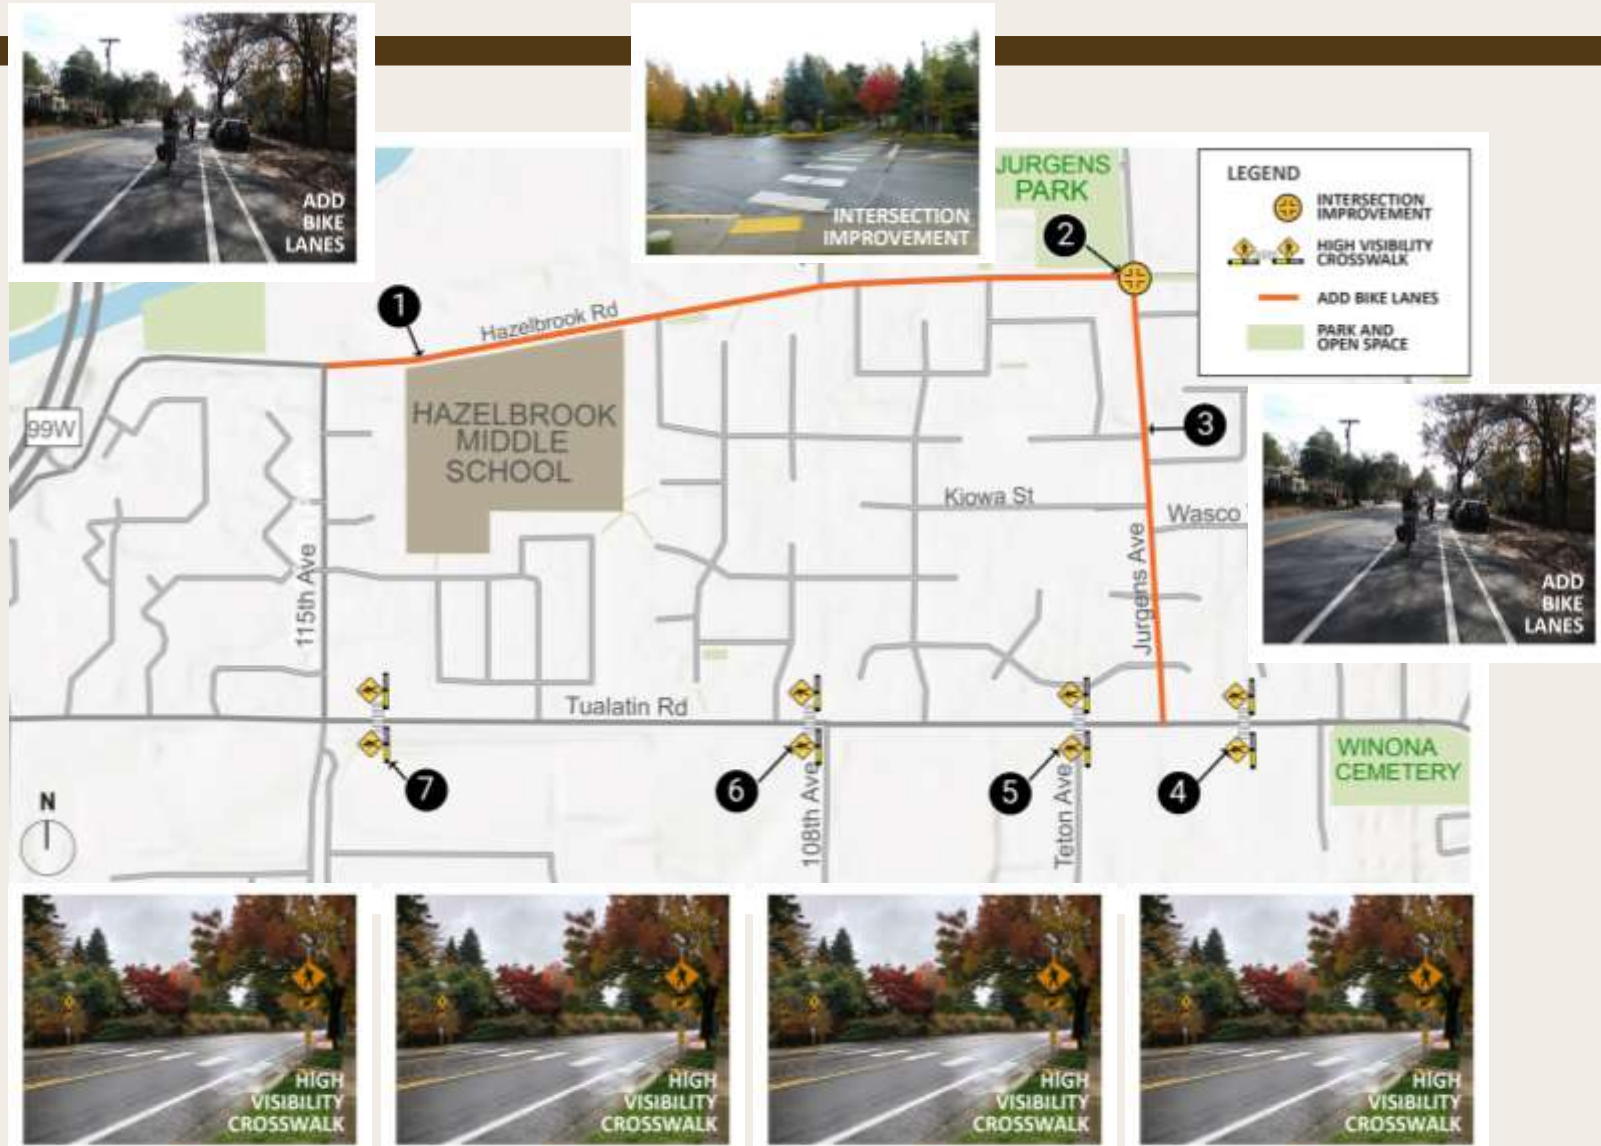 ADD
BIKE
LANES
INTERSECTION
IMPROVEMENT
JURGENS
PARK
LEGEND
INTERSECTION
IMPROVEMENT
HIGH VISIBILITY
CROSSWALK
ADD BIKE LANES
PARK AND
OPEN SPACE
2
1
Hazelbrook Rd
99W
HAZELBROOK
MIDDLE
SCHOOL
3
Kiowa St
Wasco
115th Ave
Jurgens Ave
ADD
BIKE
LANES
Tualatin Rd
7
6
5
4
108th Ave
Teton Ave
WINONA
CEMETERY
N
HIGH
VISIBILITY
CROSSWALK
HIGH
VISIBILITY
CROSSWALK
HIGH
VISIBILITY
CROSSWALK
HIGH
VISIBILITY
CROSSWALK